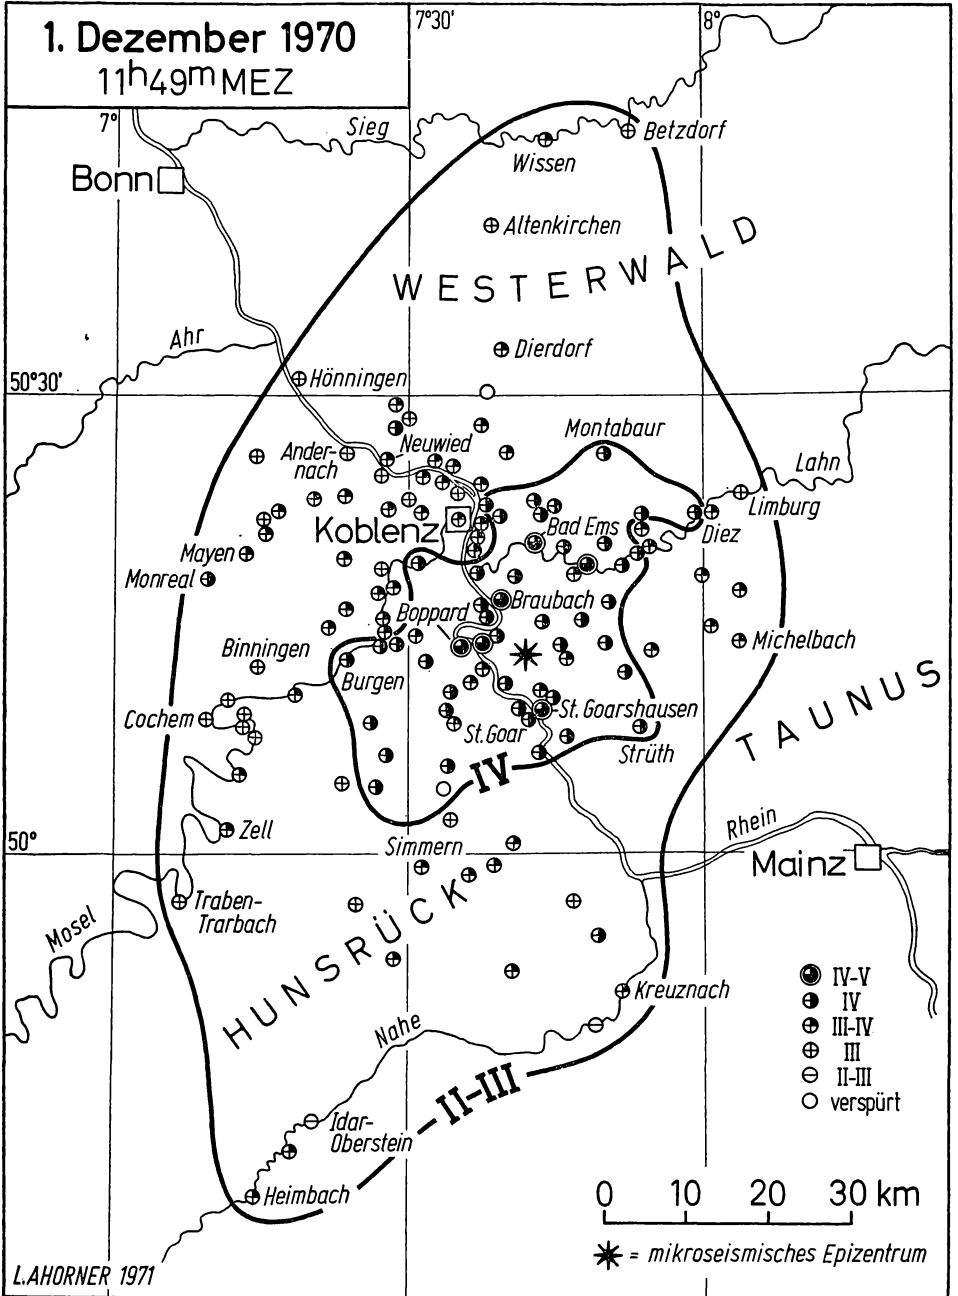 1. Dezember 1970
11h49m MEZ
7°30'
8°
7°
Sieg
Betzdorf
Wissen
Bonn
Altenkirchen
WESTERWALD
Ahr
Dierdorf
50°30'
Hönningen
Montabaur
Neuwied
Ander-
nach
Lahn
Limburg
Koblenz
Bad Ems
Diez
Mayen
Monreal
Braubach
Boppard
Michelbach
Binningen
Burgen
Cochem
St. Goarshausen
St. Goar
Strüth
TAUNUS
IV
Zell
50°
Simmern
Rhein
Mainz
Traben-
Trarbach
Mosel
HUNSRÜCK
Kreuznach
Nahe
II-III
Idar-
Oberstein
Heimbach
IV-V
IV
III-IV
III
II-III
verspürt
0 10 20 30 km
= mikroseismisches Epizentrum
L. AHORNER 1971